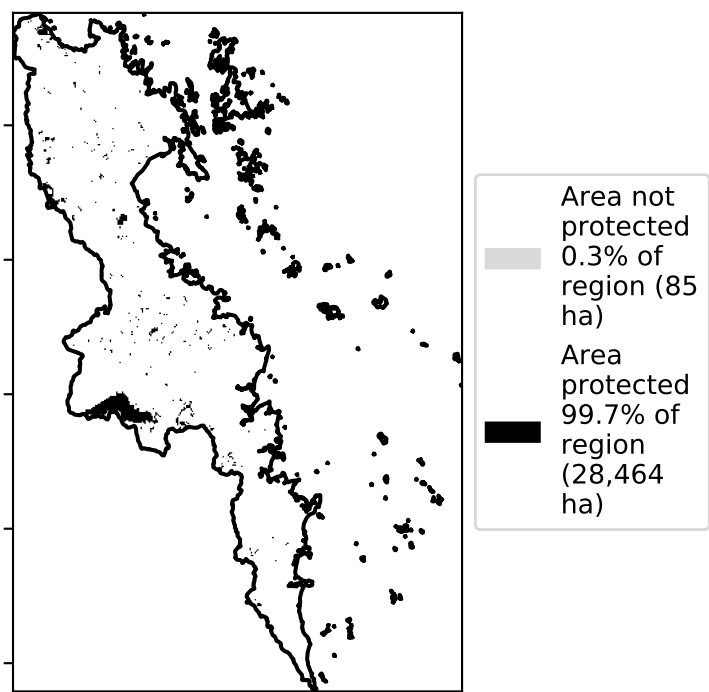 Area not
protected
0.3% of
region (85
ha)
Area
protected
99.7% of
region
(28,464
ha)